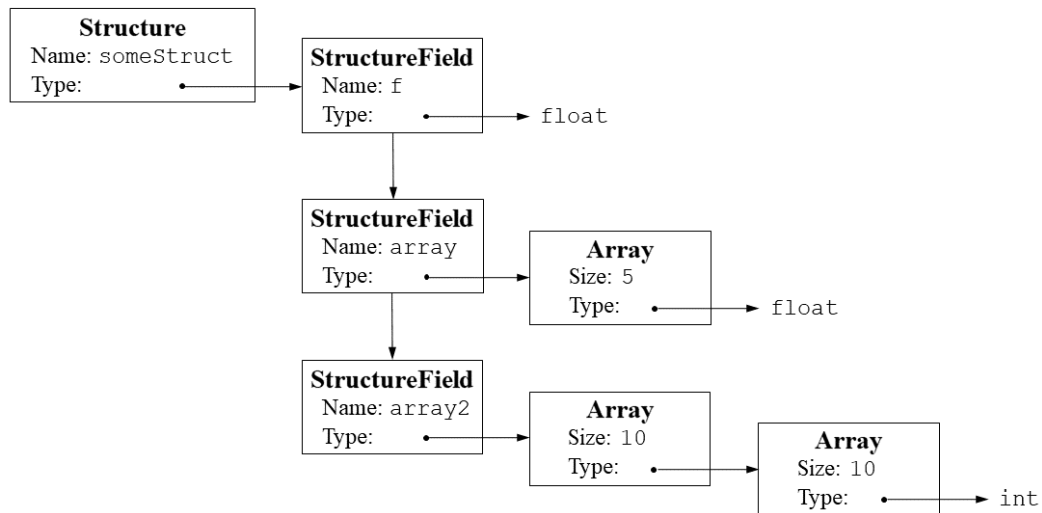 Structure
Name: someStruct
Type:
StructureField
Name: f
Type:
float
StructureField
Name: array
Type:
Array
Size: 5
Type:
float
StructureField
Name: array2
Type:
Array
Size: 10
Type:
Array
Size: 10
Type:
int